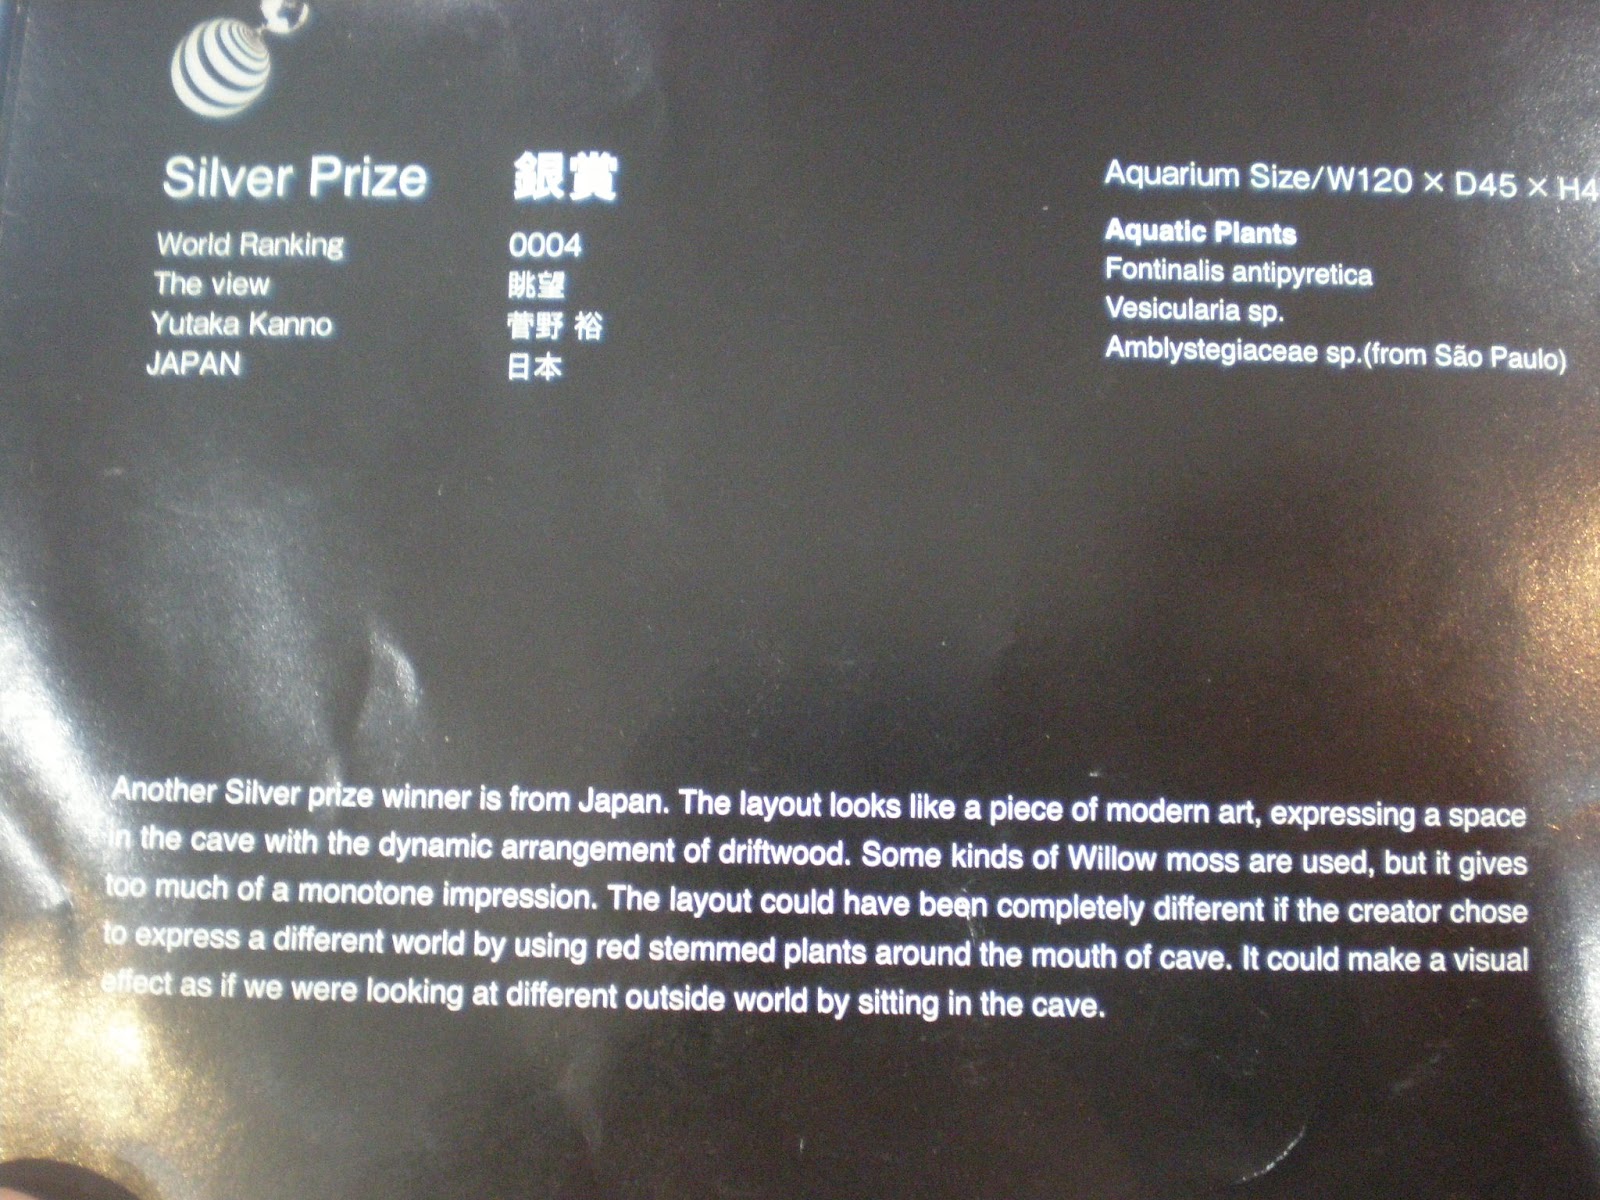 Silver Prize 銀賞
World Ranking 0004
The view 眺望
Yutaka Kanno 菅野 裕
JAPAN 日本
Aquarium Size/W120 × D45 × H4
Aquatic Plants
Fontinalis antipyretica
Vesicularia sp.
Amblystegiaceae sp.(from São Paulo)
Another Silver prize winner is from Japan. The layout looks like a piece of modern art, expressing a space
in the cave with the dynamic arrangement of driftwood. Some kinds of Willow moss are used, but it gives
too much of a monotone impression. The layout could have been completely different if the creator chose
to express a different world by using red stemmed plants around the mouth of cave. It could make a visual
effect as if we were looking at different outside world by sitting in the cave.